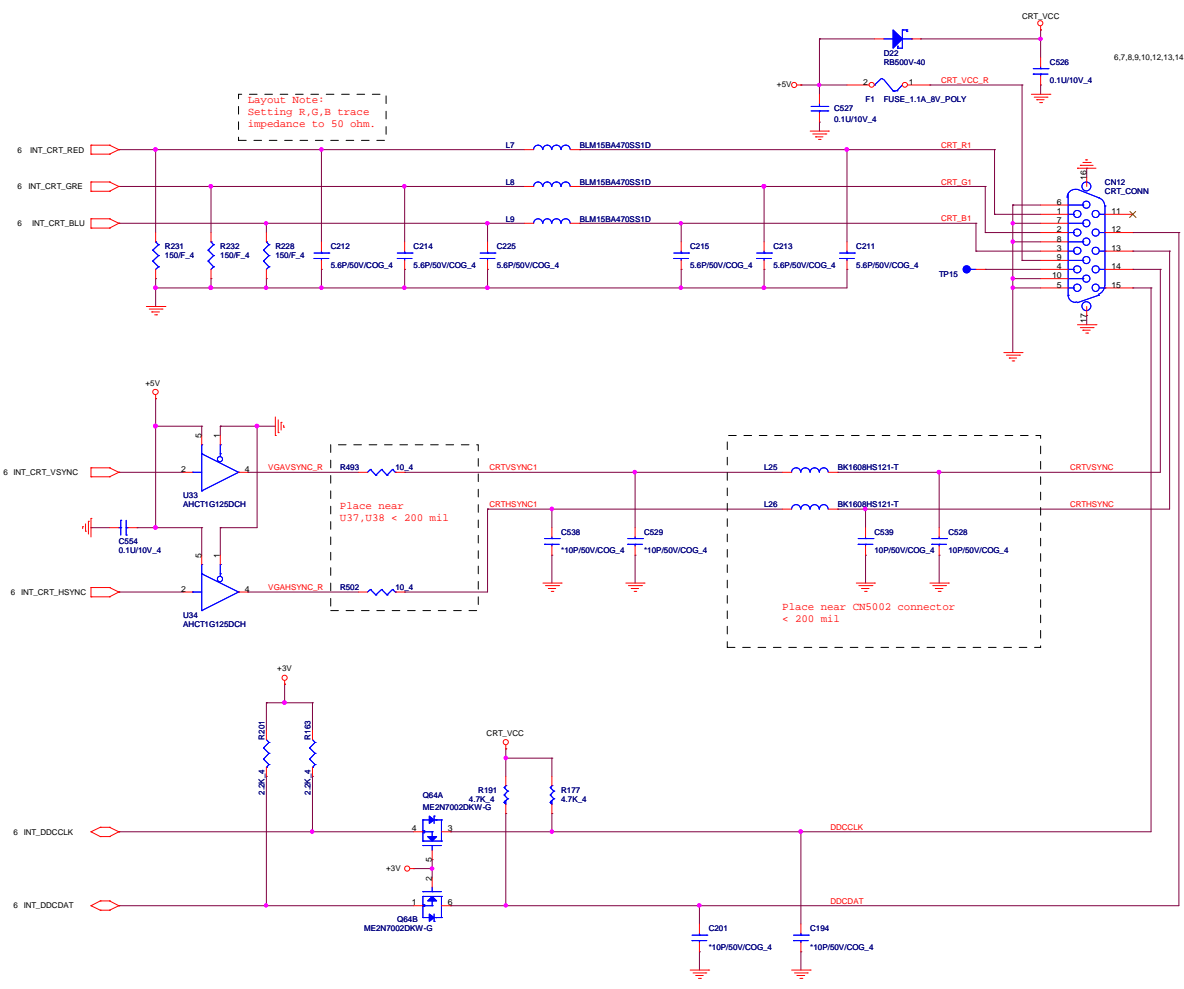 CRT_VCC
D22
RB500V-40
C526
0.1U/10V_4
6,7,8,9,10,12,13,14
+5V
2
1
CRT_VCC_R
F1 FUSE_1.1A_8V_POLY
C527
0.1U/10V_4
Layout Note:
Setting R,G,B trace
impedance to 50 ohm.
6 INT_CRT_RED
L7
BLM15BA470SS1D
CRT_R1
6 INT_CRT_GRE
L8
BLM15BA470SS1D
CRT_G1
6 INT_CRT_BLU
L9
BLM15BA470SS1D
CRT_B1
R231
150/F_4
R232
150/F_4
R228
150/F_4
C212
5.6P/50V/COG_4
C214
5.6P/50V/COG_4
C225
5.6P/50V/COG_4
C215
5.6P/50V/COG_4
C213
5.6P/50V/COG_4
C211
5.6P/50V/COG_4
TP15
CN12
CRT_CONN
16
6
1
7
2
8
3
9
4
10
5
11
12
13
14
15
17
+5V
5
1
6 INT_CRT_VSYNC
2
4
VGAVSYNC_R
U33
AHCT1G125DCH
R493
10_4
CRTVSYNC1
L25
BK1608HS121-T
CRTVSYNC
Place near
U37,U38 < 200 mil
CRTHSYNC1
L26
BK1608HS121-T
CRTHSYNC
C554
0.1U/10V_4
C538
*10P/50V/COG_4
C529
*10P/50V/COG_4
C539
10P/50V/COG_4
C528
10P/50V/COG_4
5
1
6 INT_CRT_HSYNC
2
4
VGAHSYNC_R
R502
10_4
U34
AHCT1G125DCH
Place near CN5002 connector
< 200 mil
+3V
R201
2.2K_4
R163
2.2K_4
CRT_VCC
R191
4.7K_4
R177
4.7K_4
Q64A
ME2N7002DKW-G
6 INT_DDCCLK
4
3
DDCCLK
5
+3V
2
6 INT_DDCDAT
1
6
DDCDAT
Q64B
ME2N7002DKW-G
C201
*10P/50V/COG_4
C194
*10P/50V/COG_4